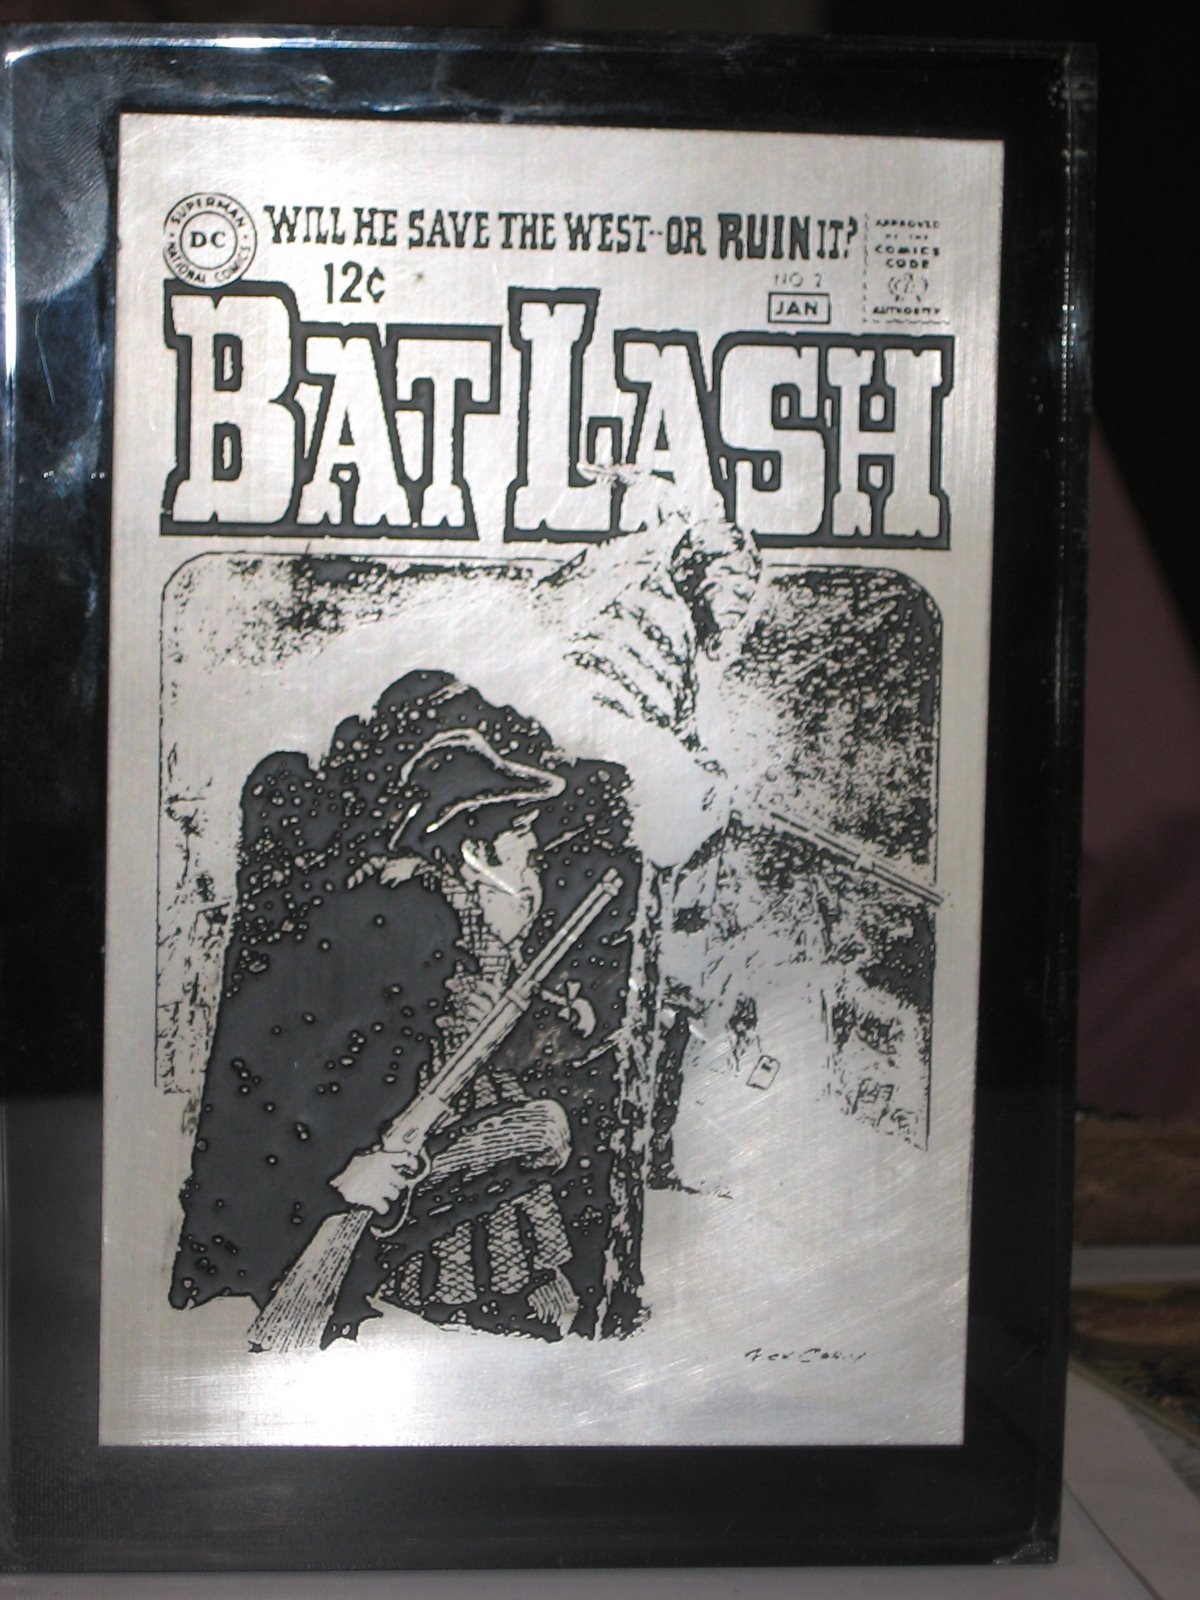 SUPERMAN
DC
NATIONAL COMICS
WILL HE SAVE THE WEST--OR RUIN IT?
12¢
NO 2
JAN
APPROVED
BY THE
COMICS
CODE
AUTHORITY
BAT LASH